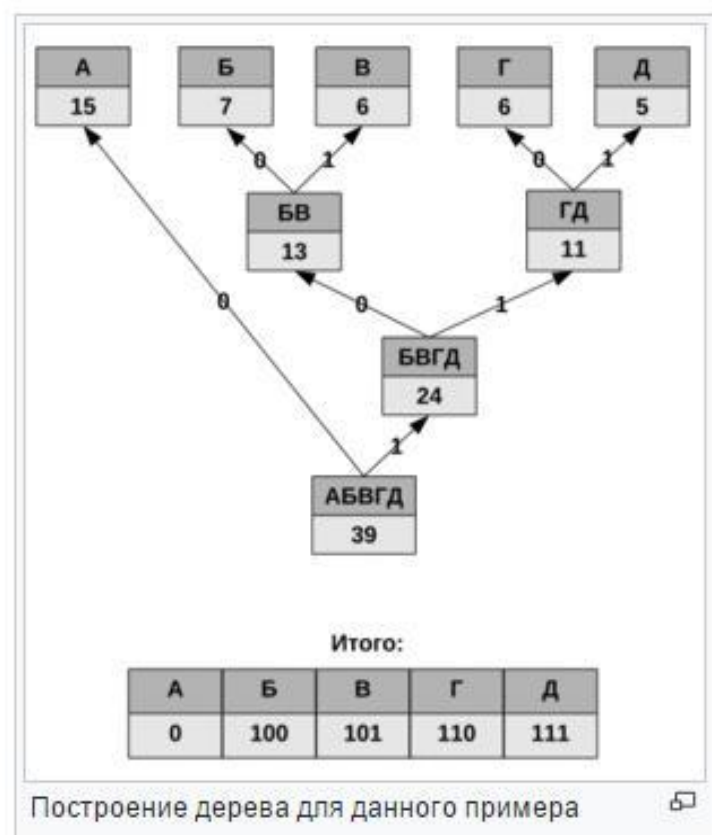 А Б В Г Д
15 7 6 6 5
0 1 0 1
БВ ГД
13 11
0 0 1
БВГД
24
1
АБВГД
39
Итого:
А Б В Г Д
0 100 101 110 111
Построение дерева для данного примера